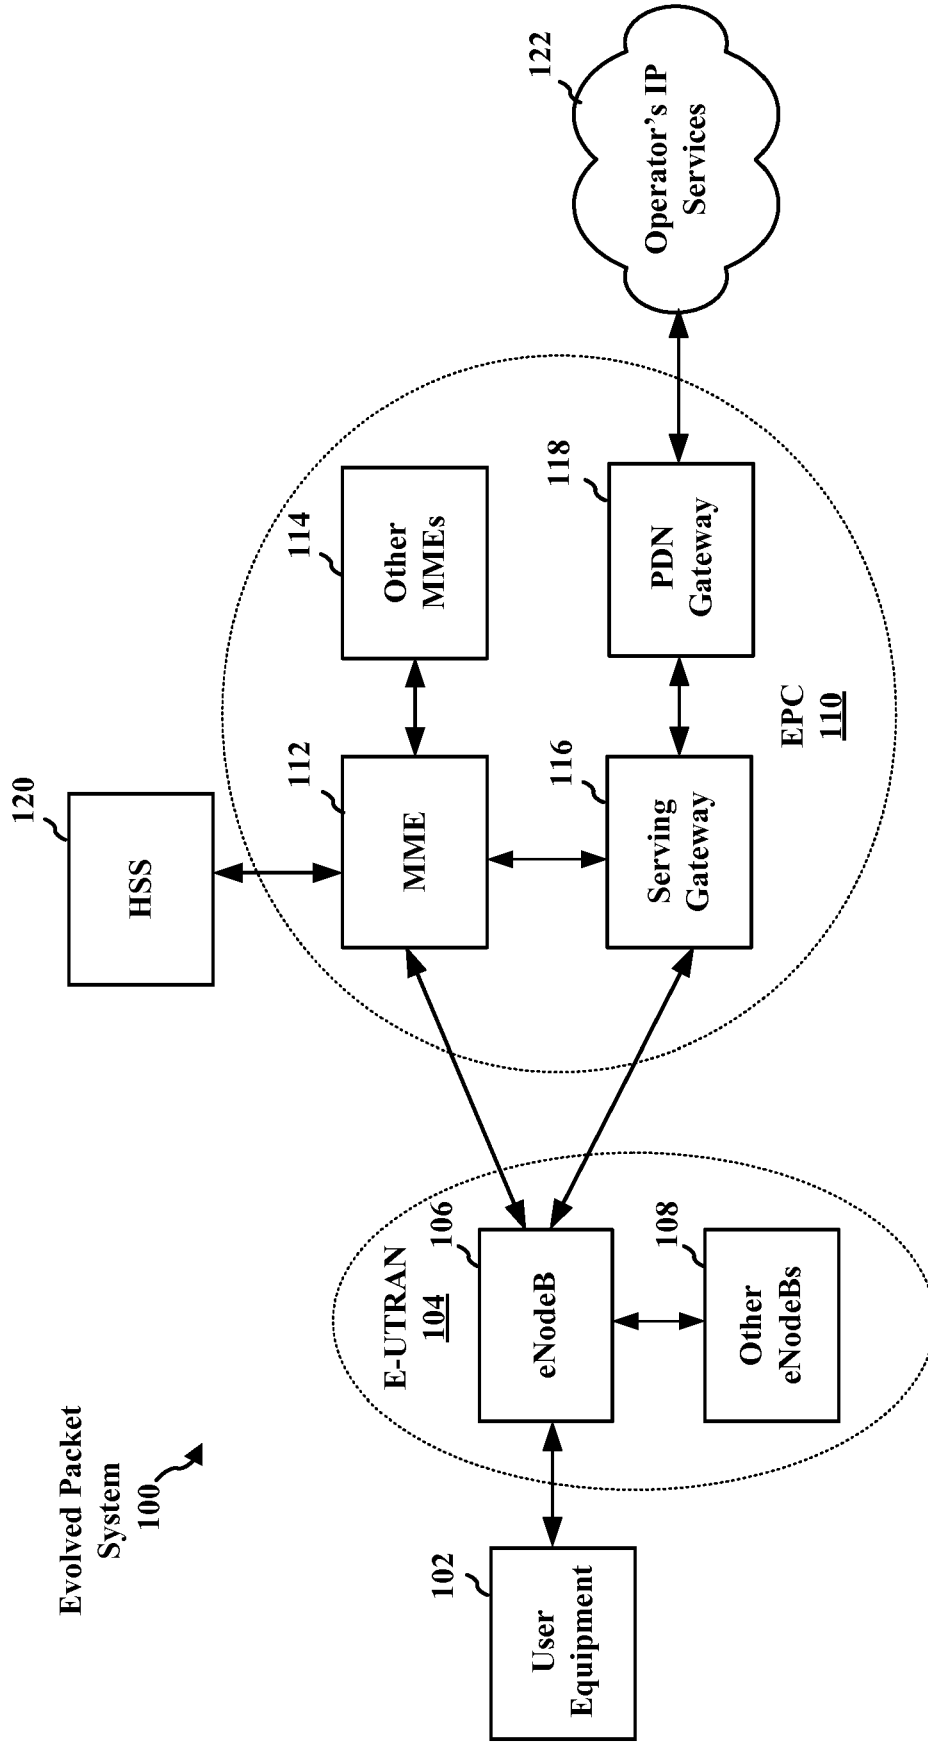 Evolved Packet
System
100
120
HSS
112
MME
114
Other
MMEs
122
Operator's IP
Services
E-UTRAN
104
106
eNodeB
116
Serving
Gateway
118
PDN
Gateway
102
User
Equipment
108
Other
eNodeBs
EPC
110